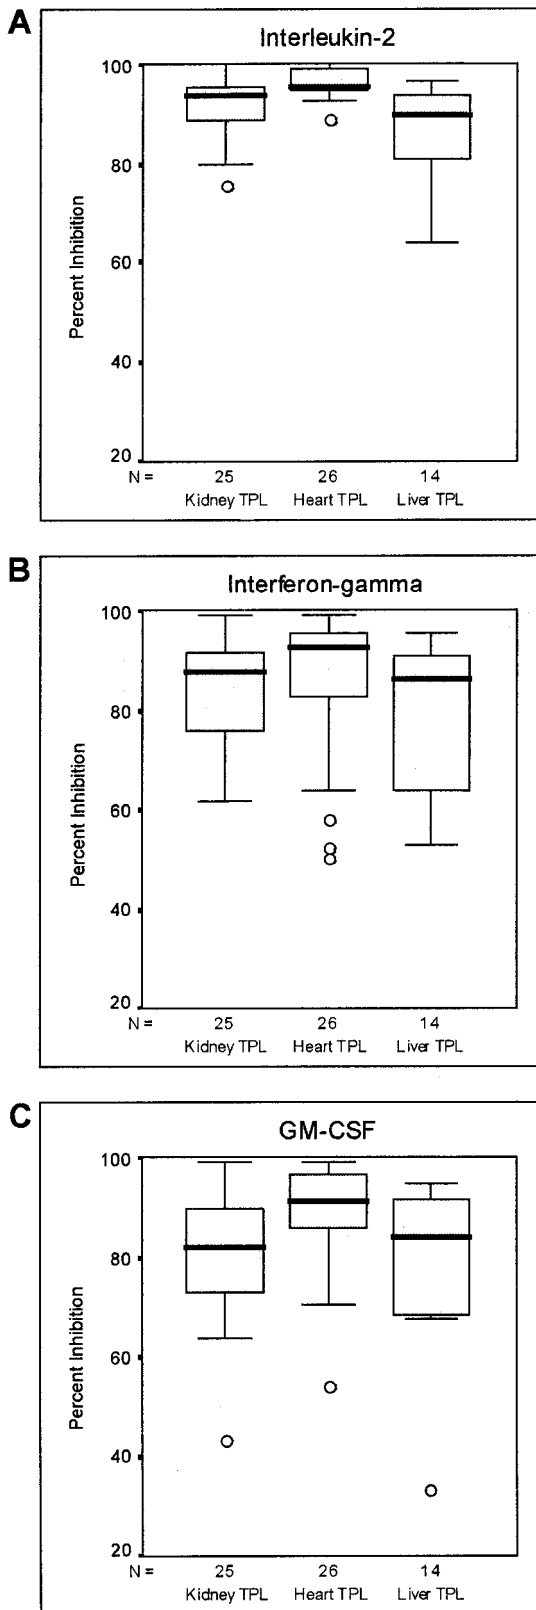 A
Interleukin-2
100
80
60
40
20
Percent Inhibition
N = 25 26 14
Kidney TPL Heart TPL Liver TPL
B
Interferon-gamma
100
80
60
40
20
Percent Inhibition
N = 25 26 14
Kidney TPL Heart TPL Liver TPL
C
GM-CSF
100
80
60
40
20
Percent Inhibition
N = 25 26 14
Kidney TPL Heart TPL Liver TPL